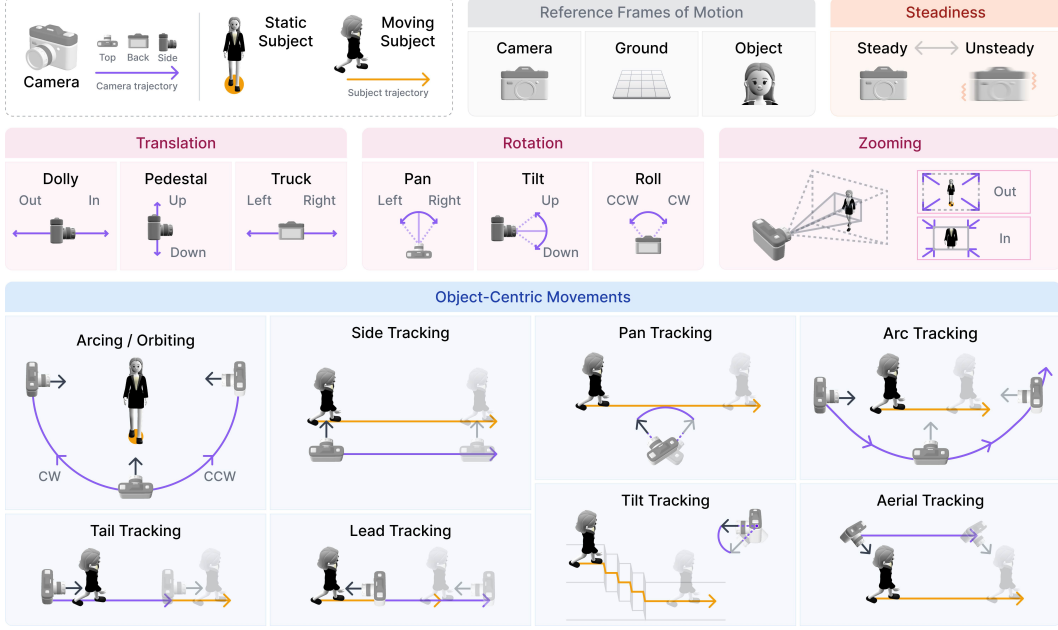 Camera
Top
Back
Side
Camera trajectory
Static
Subject
Moving
Subject
Subject trajectory
Reference Frames of Motion
Camera
Ground
Object
Steadiness
Steady
Unsteady
Translation
Dolly
Out
In
Pedestal
Up
Down
Truck
Left
Right
Rotation
Pan
Left
Right
Tilt
Up
Down
Roll
CCW
CW
Zooming
Out
In
Object-Centric Movements
Arcing / Orbiting
CW
CCW
Side Tracking
Pan Tracking
Arc Tracking
Tail Tracking
Lead Tracking
Tilt Tracking
Aerial Tracking